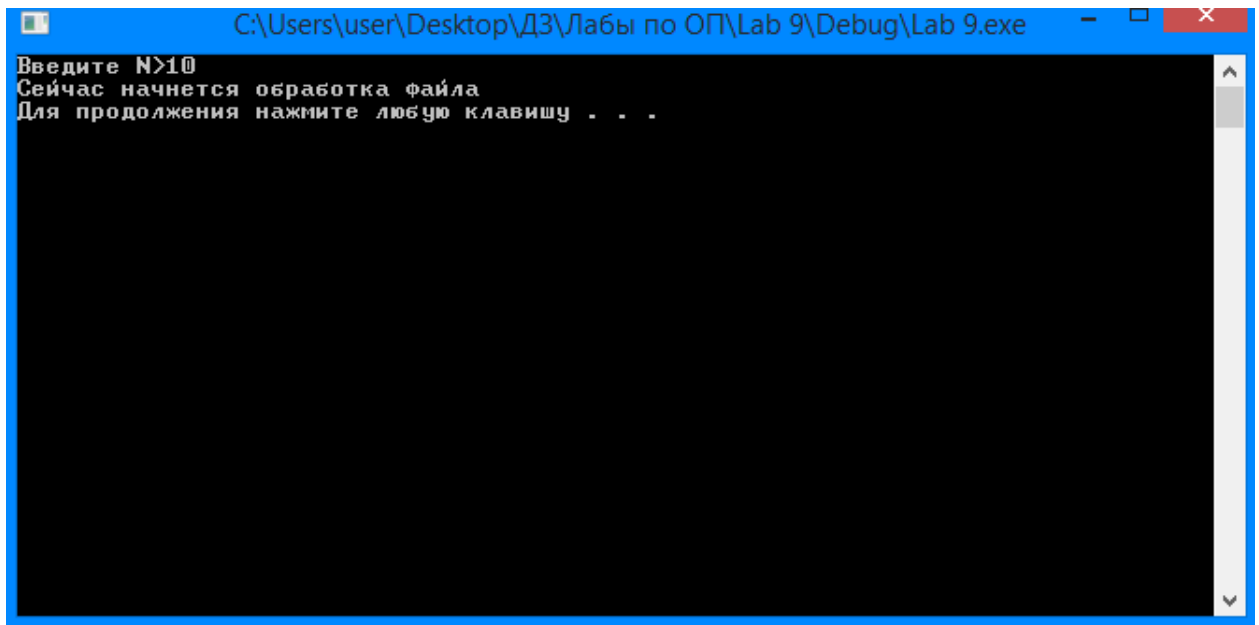 C:\Users\user\Desktop\ДЗ\Лабы по ОП\Lab 9\Debug\Lab 9.exe
Введите N>10
Сейчас начнется обработка файла
Для продолжения нажмите любую клавишу . . .